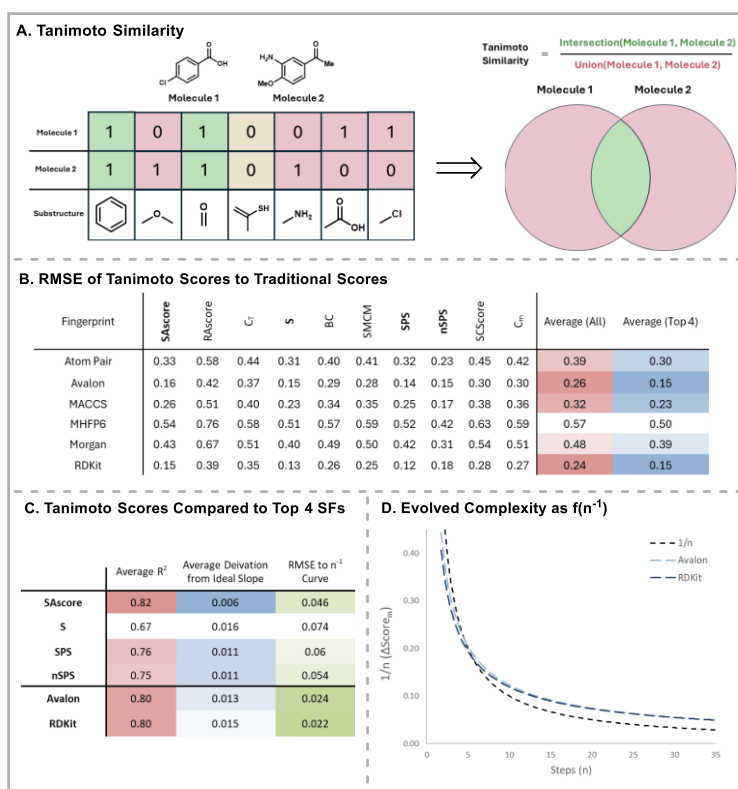 A. Tanimoto Similarity
Cl
O
OH
Molecule 1
H₂N
MeO
O
Me
Molecule 2
Molecule 1 1 0 1 0 0 1 1
Molecule 2 1 1 1 0 1 0 0
Substructure O O SH NH₂ O OH Cl
Tanimoto Similarity = Intersection(Molecule 1, Molecule 2)
Union(Molecule 1, Molecule 2)
Molecule 1 Molecule 2
B. RMSE of Tanimoto Scores to Traditional Scores
Fingerprint SAscore RAscore C_T S BC SMCM SPS nSPS SCScore C_m Average (All) Average (Top 4)
Atom Pair 0.33 0.58 0.44 0.31 0.40 0.41 0.32 0.23 0.45 0.42 0.39 0.30
Avalon 0.16 0.42 0.37 0.15 0.29 0.28 0.14 0.15 0.30 0.30 0.26 0.15
MACCS 0.26 0.51 0.40 0.23 0.34 0.35 0.25 0.17 0.38 0.36 0.32 0.23
MHFP6 0.54 0.76 0.58 0.51 0.57 0.59 0.52 0.42 0.63 0.59 0.57 0.50
Morgan 0.43 0.67 0.51 0.40 0.49 0.50 0.42 0.31 0.54 0.51 0.48 0.39
RDKit 0.15 0.39 0.35 0.13 0.26 0.25 0.12 0.18 0.28 0.27 0.24 0.15
C. Tanimoto Scores Compared to Top 4 SFs
Average R² Average Deivation from Ideal Slope RMSE to n⁻¹ Curve
SAscore 0.82 0.006 0.046
S 0.67 0.016 0.074
SPS 0.76 0.011 0.06
nSPS 0.75 0.011 0.054
Avalon 0.80 0.013 0.024
RDKit 0.80 0.015 0.022
D. Evolved Complexity as f(n⁻¹)
1/n
Avalon
RDKit
1/n (ΔScoreₘ)
0.40
0.30
0.20
0.10
0.00
0 5 10 15 20 25 30 35
Steps (n)